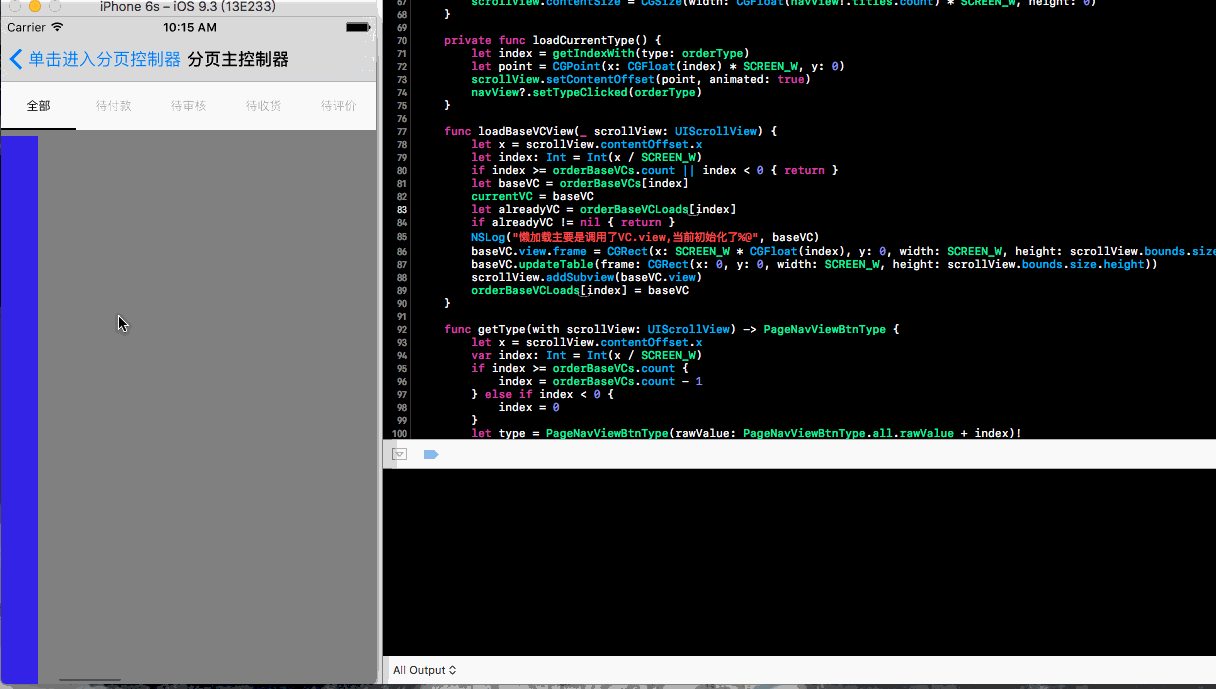 iPhone 6s – iOS 9.3 (13E233)
Carrier 10:15 AM
单击进入分页控制器 分页主控制器
全部 待付款 待审核 待收货 待评价
67 scrollView.contentSize = CGSize(width: CGFloat(navView!.titles.count) * SCREEN_W, height: 0)
68 }
69
70 private func loadCurrentType() {
71 let index = getIndexWith(type: orderType)
72 let point = CGPoint(x: CGFloat(index) * SCREEN_W, y: 0)
73 scrollView.setContentOffset(point, animated: true)
74 navView?.setTypeClicked(orderType)
75 }
76
77 func loadBaseVCView(_ scrollView: UIScrollView) {
78 let x = scrollView.contentOffset.x
79 let index: Int = Int(x / SCREEN_W)
80 if index >= orderBaseVCs.count || index < 0 { return }
81 let baseVC = orderBaseVCs[index]
82 currentVC = baseVC
83 let alreadyVC = orderBaseVCLoads[index]
84 if alreadyVC != nil { return }
85 NSLog("懒加载主要是调用了VC.view,当前初始化了%@", baseVC)
86 baseVC.view.frame = CGRect(x: SCREEN_W * CGFloat(index), y: 0, width: SCREEN_W, height: scrollView.bounds.size
87 baseVC.updateTable(frame: CGRect(x: 0, y: 0, width: SCREEN_W, height: scrollView.bounds.size.height))
88 scrollView.addSubview(baseVC.view)
89 orderBaseVCLoads[index] = baseVC
90 }
91
92 func getType(with scrollView: UIScrollView) -> PageNavViewBtnType {
93 let x = scrollView.contentOffset.x
94 var index: Int = Int(x / SCREEN_W)
95 if index >= orderBaseVCs.count {
96 index = orderBaseVCs.count - 1
97 } else if index < 0 {
98 index = 0
99 }
100 let type = PageNavViewBtnType(rawValue: PageNavViewBtnType.all.rawValue + index)!
All Output